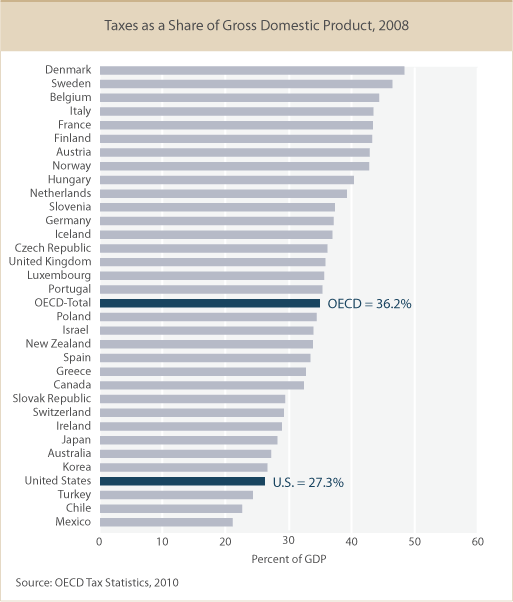 Taxes as a Share of Gross Domestic Product, 2008
Denmark
Sweden
Belgium
Italy
France
Finland
Austria
Norway
Hungary
Netherlands
Slovenia
Germany
Iceland
Czech Republic
United Kingdom
Luxembourg
Portugal
OECD-Total OECD = 36.2%
Poland
Israel
New Zealand
Spain
Greece
Canada
Slovak Republic
Switzerland
Ireland
Japan
Australia
Korea
United States U.S. = 27.3%
Turkey
Chile
Mexico
0 10 20 30 40 50 60
Percent of GDP
Source: OECD Tax Statistics, 2010